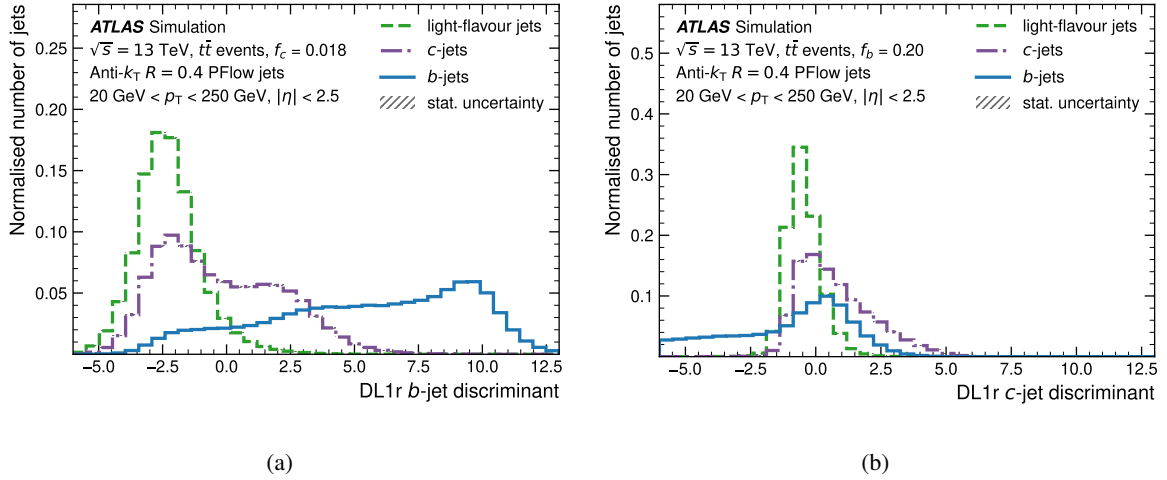 ATLAS Simulation
√s = 13 TeV, tt̄ events, f_c = 0.018
Anti-k_T R = 0.4 PFlow jets
20 GeV < p_T < 250 GeV, |η| < 2.5
light-flavour jets
c-jets
b-jets
stat. uncertainty
Normalised number of jets
0.25
0.20
0.15
0.10
0.05
−5.0 −2.5 0.0 2.5 5.0 7.5 10.0 12.5
DL1r b-jet discriminant
(a)
ATLAS Simulation
√s = 13 TeV, tt̄ events, f_b = 0.20
Anti-k_T R = 0.4 PFlow jets
20 GeV < p_T < 250 GeV, |η| < 2.5
light-flavour jets
c-jets
b-jets
stat. uncertainty
Normalised number of jets
0.5
0.4
0.3
0.2
0.1
−5.0 −2.5 0.0 2.5 5.0 7.5 10.0 12.5
DL1r c-jet discriminant
(b)